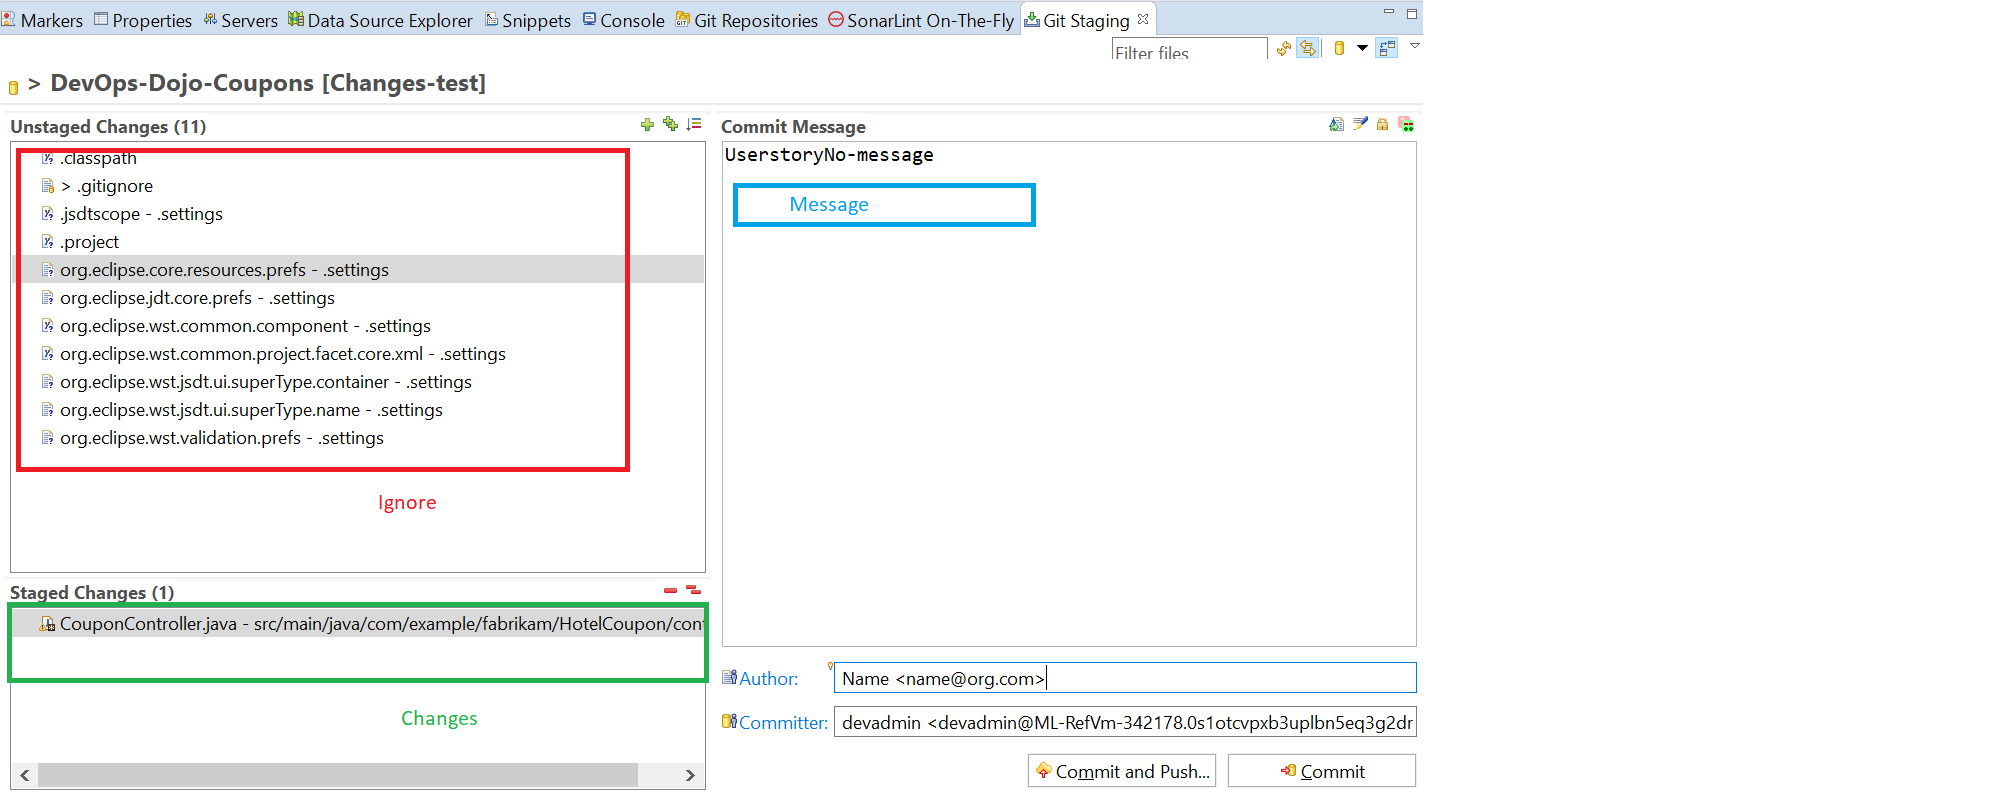 Markers Properties Servers Data Source Explorer Snippets Console Git Repositories SonarLint On-The-Fly Git Staging
Filter files
> DevOps-Dojo-Coupons [Changes-test]
Unstaged Changes (11)
.classpath
> .gitignore
.jsdtscope - .settings
.project
org.eclipse.core.resources.prefs - .settings
org.eclipse.jdt.core.prefs - .settings
org.eclipse.wst.common.component - .settings
org.eclipse.wst.common.project.facet.core.xml - .settings
org.eclipse.wst.jsdt.ui.superType.container - .settings
org.eclipse.wst.jsdt.ui.superType.name - .settings
org.eclipse.wst.validation.prefs - .settings
Ignore
Staged Changes (1)
CouponController.java - src/main/java/com/example/fabrikam/HotelCoupon/cont
Changes
Commit Message
UserstoryNo-message
Message
Author: Name <name@org.com>
Committer: devadmin <devadmin@ML-RefVm-342178.0s1otcvpxb3uplbn5eq3g2dr
Commit and Push... Commit